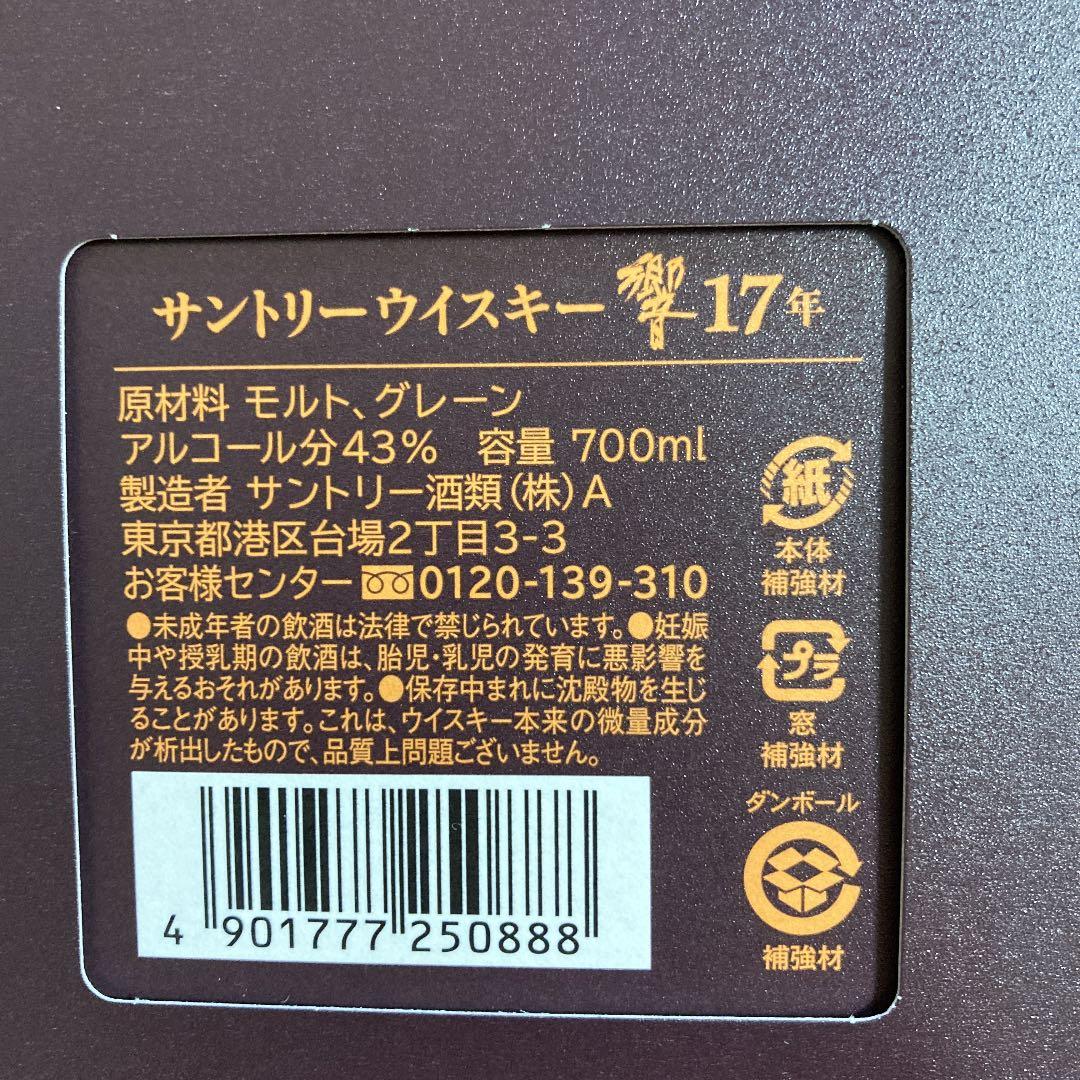 サントリーウイスキー 響 17年
原材料 モルト、グレーン
アルコール分43% 容量 700ml
製造者 サントリー酒類(株)A
東京都港区台場2丁目3-3
お客様センター 0120-139-310
●未成年者の飲酒は法律で禁じられています。●妊娠
中や授乳期の飲酒は、胎児・乳児の発育に悪影響を
与えるおそれがあります。●保存中まれに沈殿物を生じ
ることがあります。これは、ウイスキー本来の微量成分
が析出したもので、品質上問題ございません。
4 901777 250888
紙
本体
補強材
プラ
窓
補強材
ダンボール
補強材